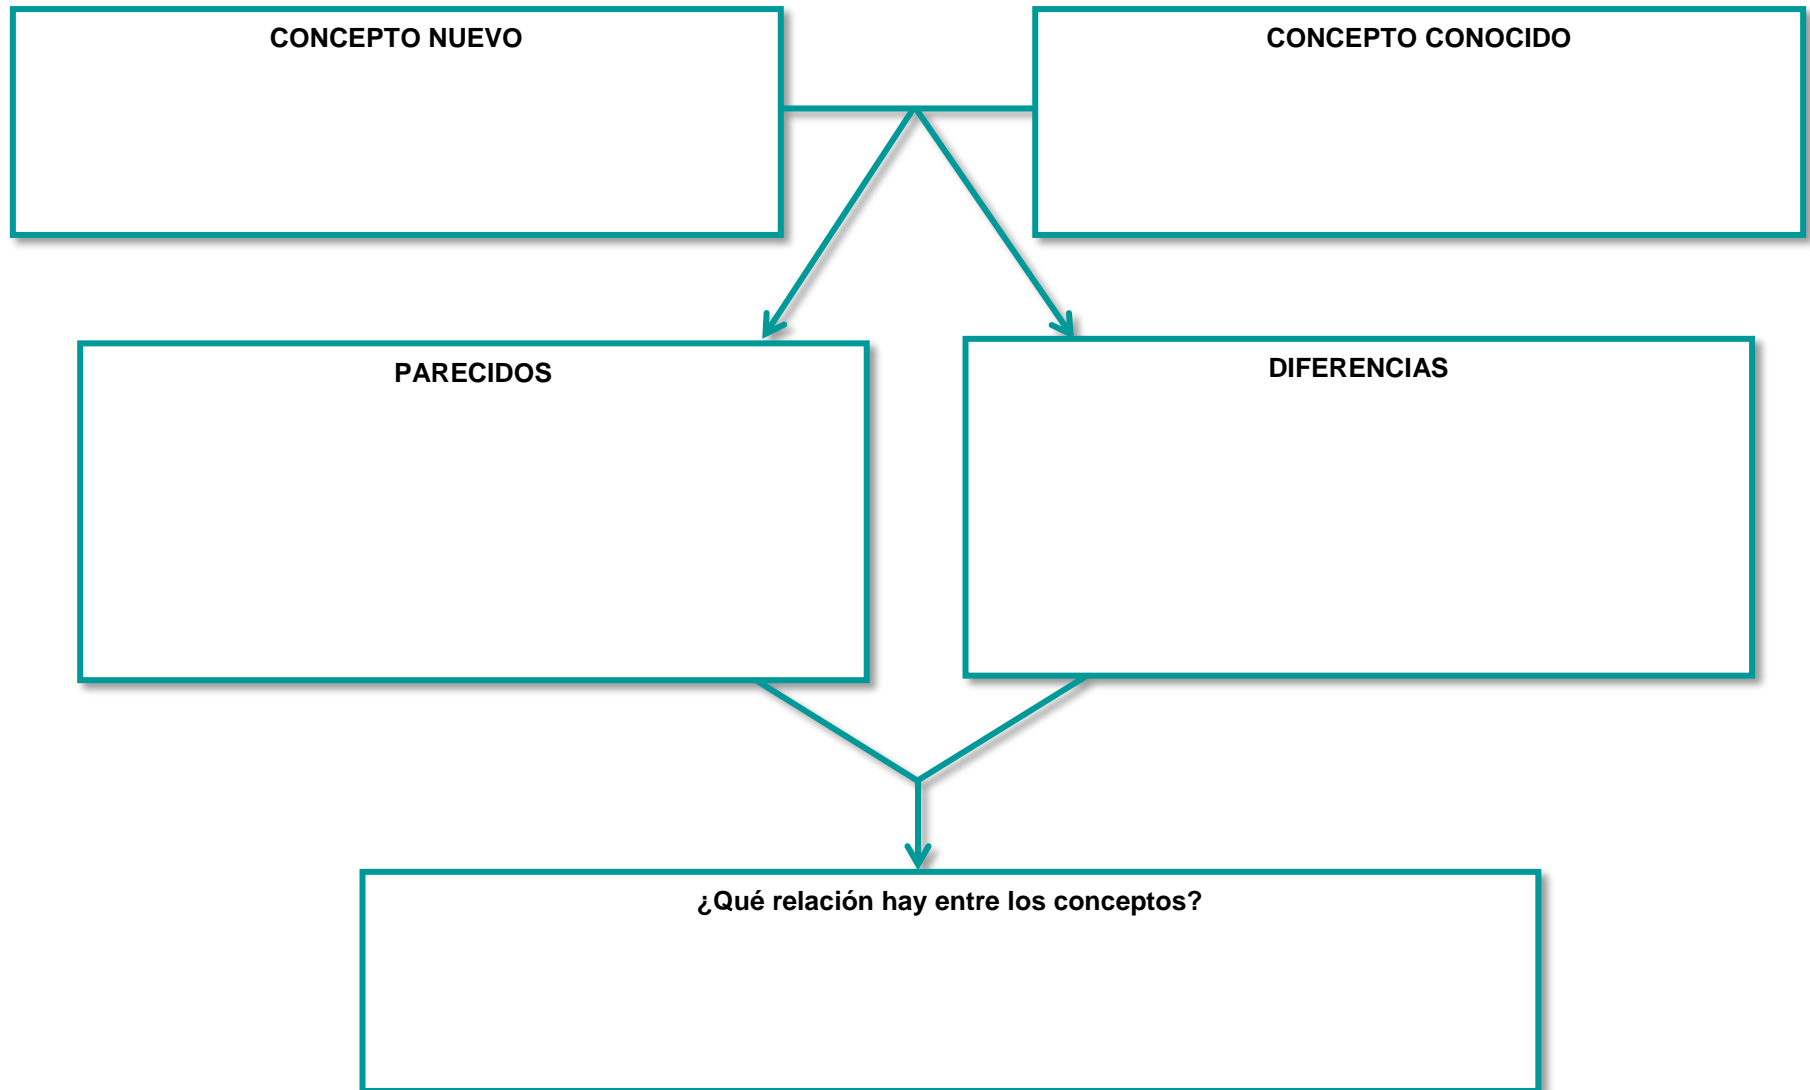 CONCEPTO NUEVO
CONCEPTO CONOCIDO
PARECIDOS
DIFERENCIAS
¿Qué relación hay entre los conceptos?